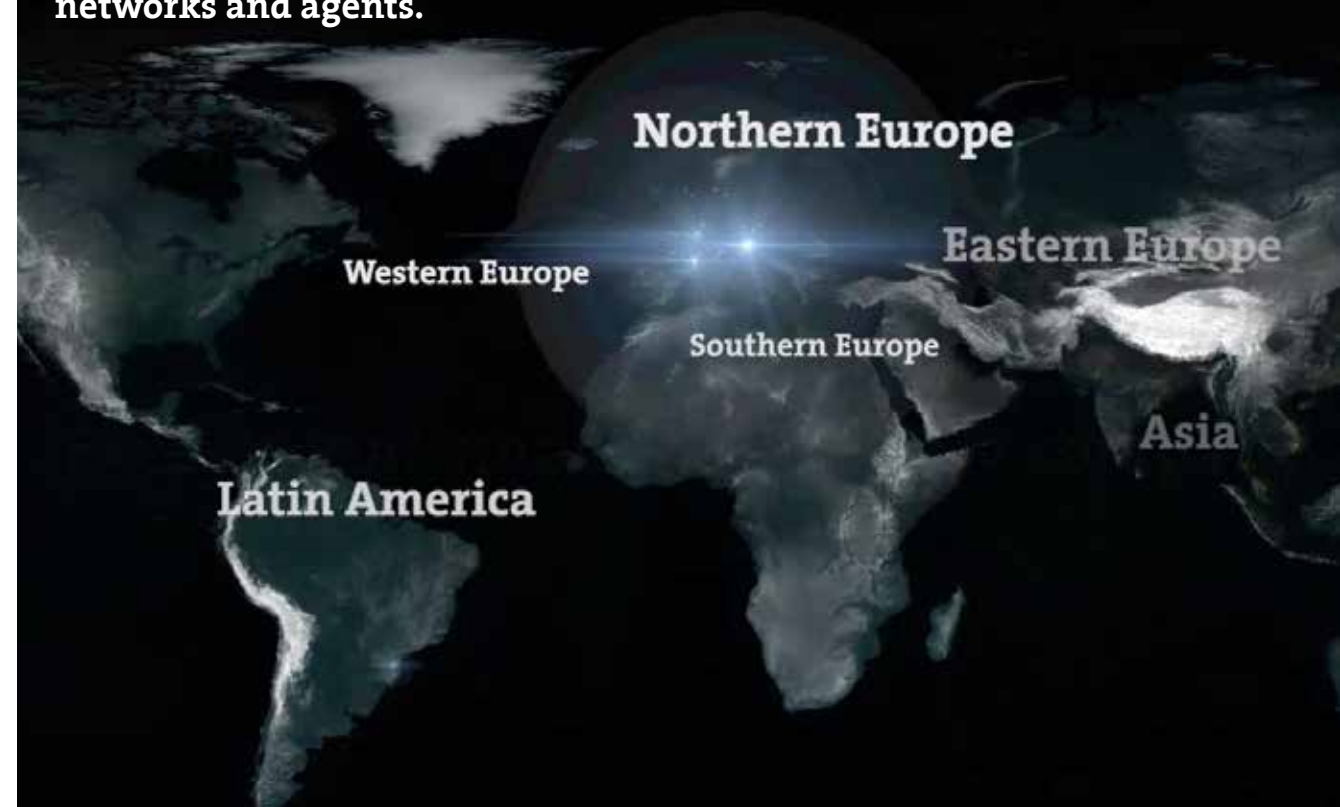 networks and agents.
Northern Europe
Eastern Europe
Western Europe
Southern Europe
Asia
Latin America